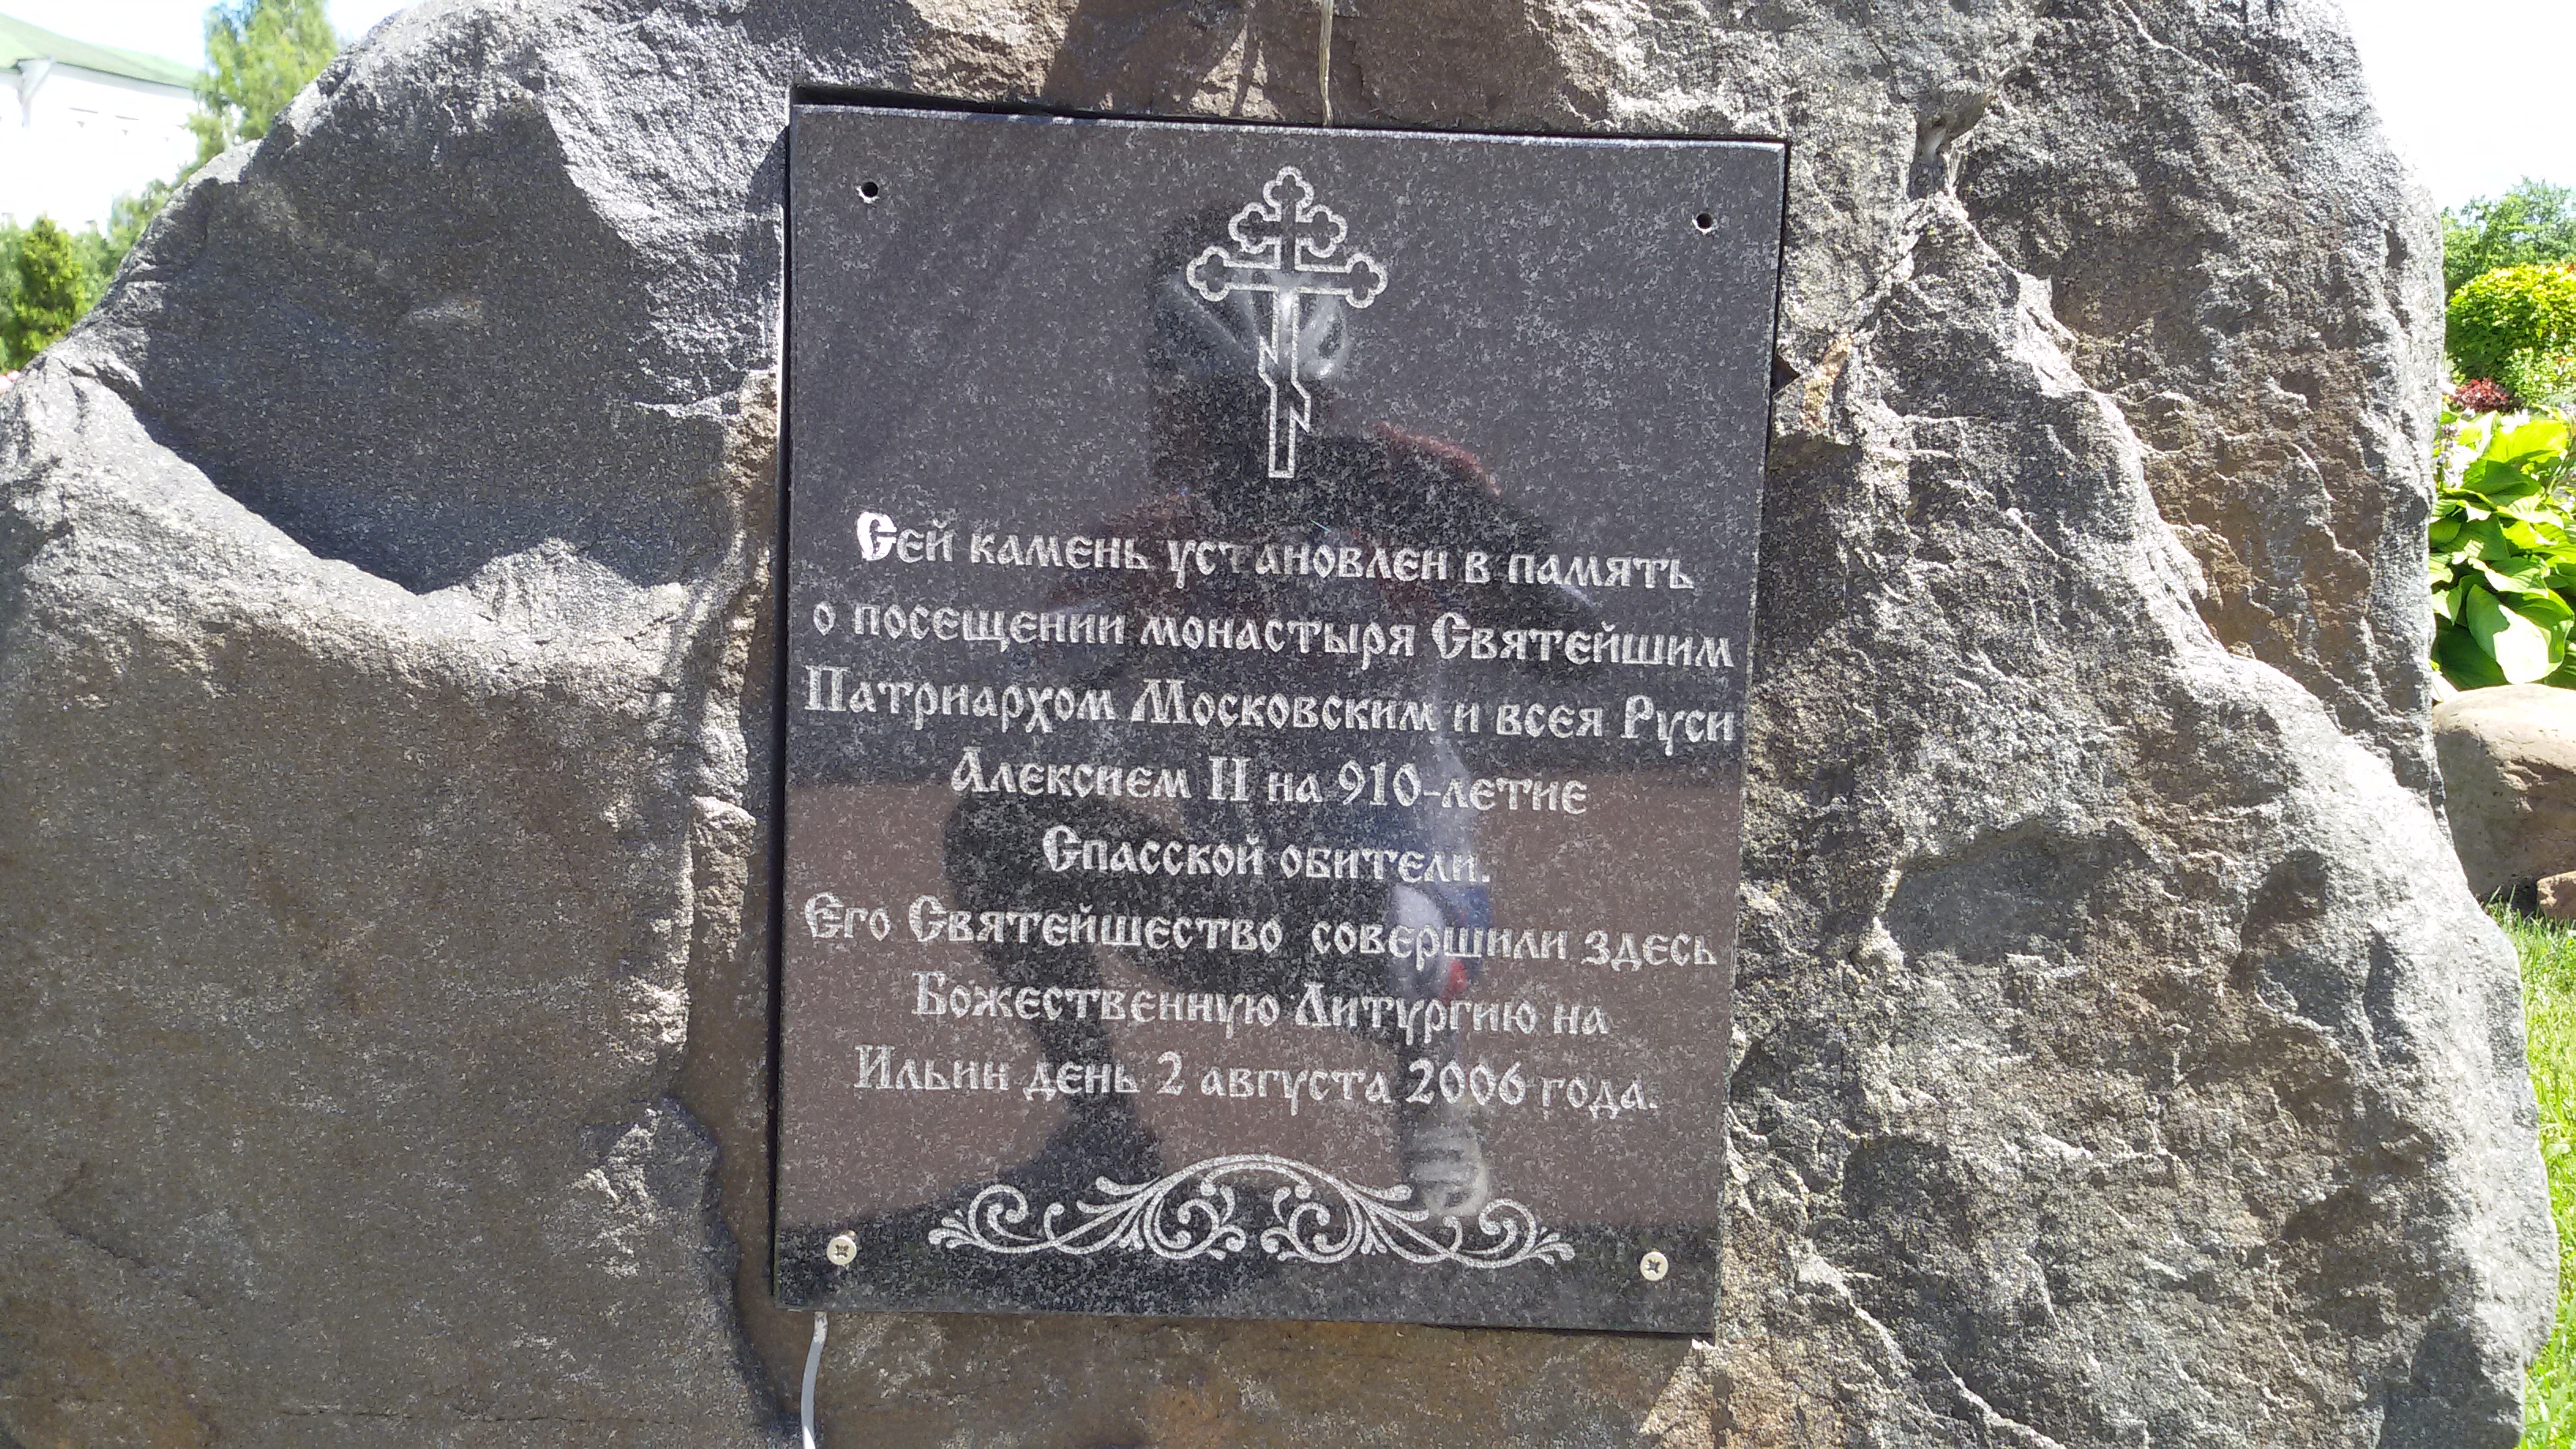 Сей камень установлен в память
о посещении монастыря Святейшим
Патриархом Московским и всея Руси
Алексием II на 910-летие
Спасской обители.
Его Святейшество совершили здесь
Божественную Литургию на
Ильин день 2 августа 2006 года.